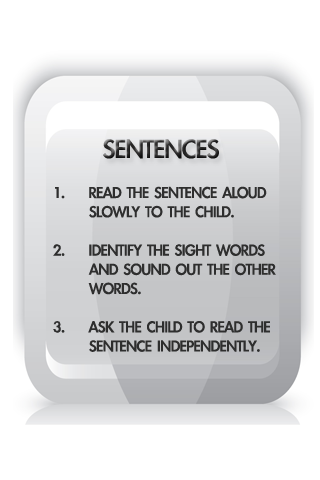 SENTENCES
1. READ THE SENTENCE ALOUD
SLOWLY TO THE CHILD.
2. IDENTIFY THE SIGHT WORDS
AND SOUND OUT THE OTHER
WORDS.
3. ASK THE CHILD TO READ THE
SENTENCE INDEPENDENTLY.